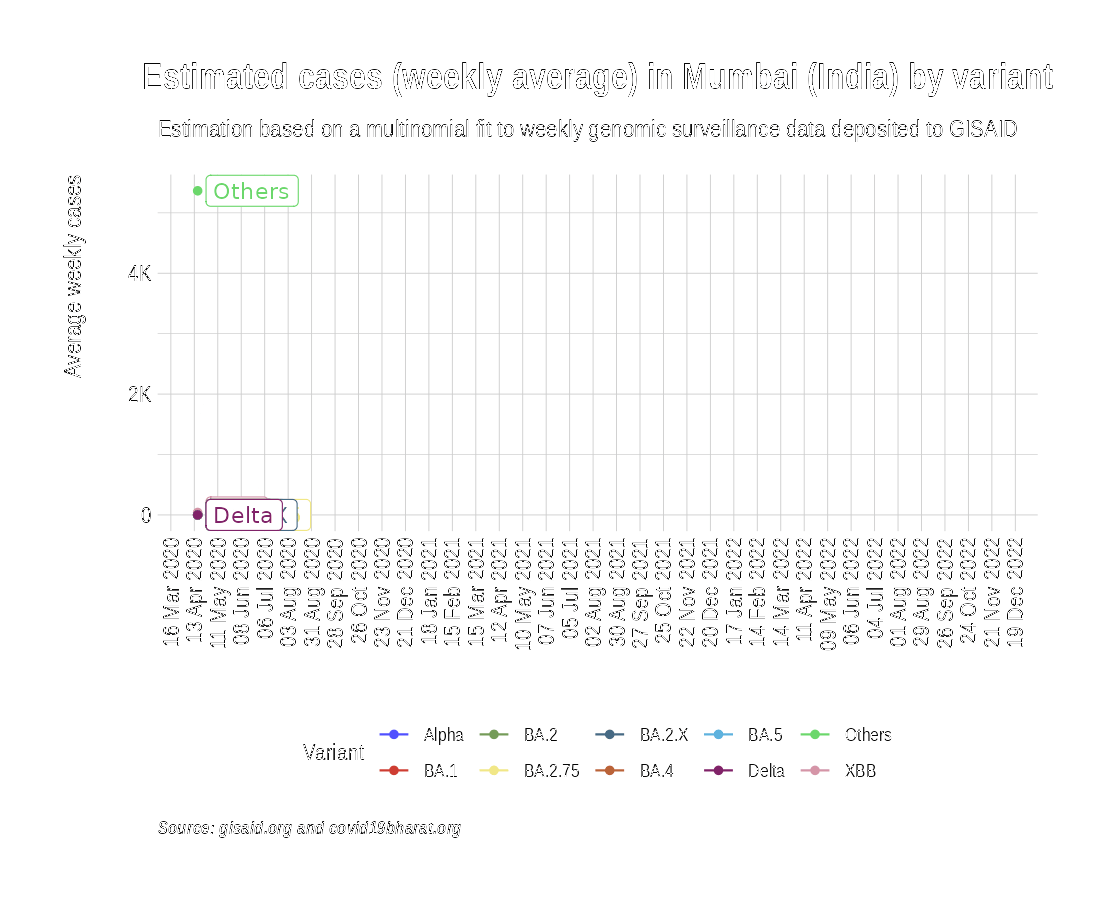 Estimated cases (weekly average) in Mumbai (India) by variant
Estimation based on a multinomial fit to weekly genomic surveillance data deposited to GISAID
Average weekly cases
Others
4K
2K
0
Delta
X
16 Mar 2020
13 Apr 2020
11 May 2020
08 Jun 2020
06 Jul 2020
03 Aug 2020
31 Aug 2020
28 Sep 2020
26 Oct 2020
23 Nov 2020
21 Dec 2020
18 Jan 2021
15 Feb 2021
15 Mar 2021
12 Apr 2021
10 May 2021
07 Jun 2021
05 Jul 2021
02 Aug 2021
30 Aug 2021
27 Sep 2021
25 Oct 2021
22 Nov 2021
20 Dec 2021
17 Jan 2022
14 Feb 2022
14 Mar 2022
11 Apr 2022
09 May 2022
06 Jun 2022
04 Jul 2022
01 Aug 2022
29 Aug 2022
26 Sep 2022
24 Oct 2022
21 Nov 2022
19 Dec 2022
Variant
Alpha BA.2 BA.2.X BA.5 Others
BA.1 BA.2.75 BA.4 Delta XBB
Source: gisaid.org and covid19bharat.org